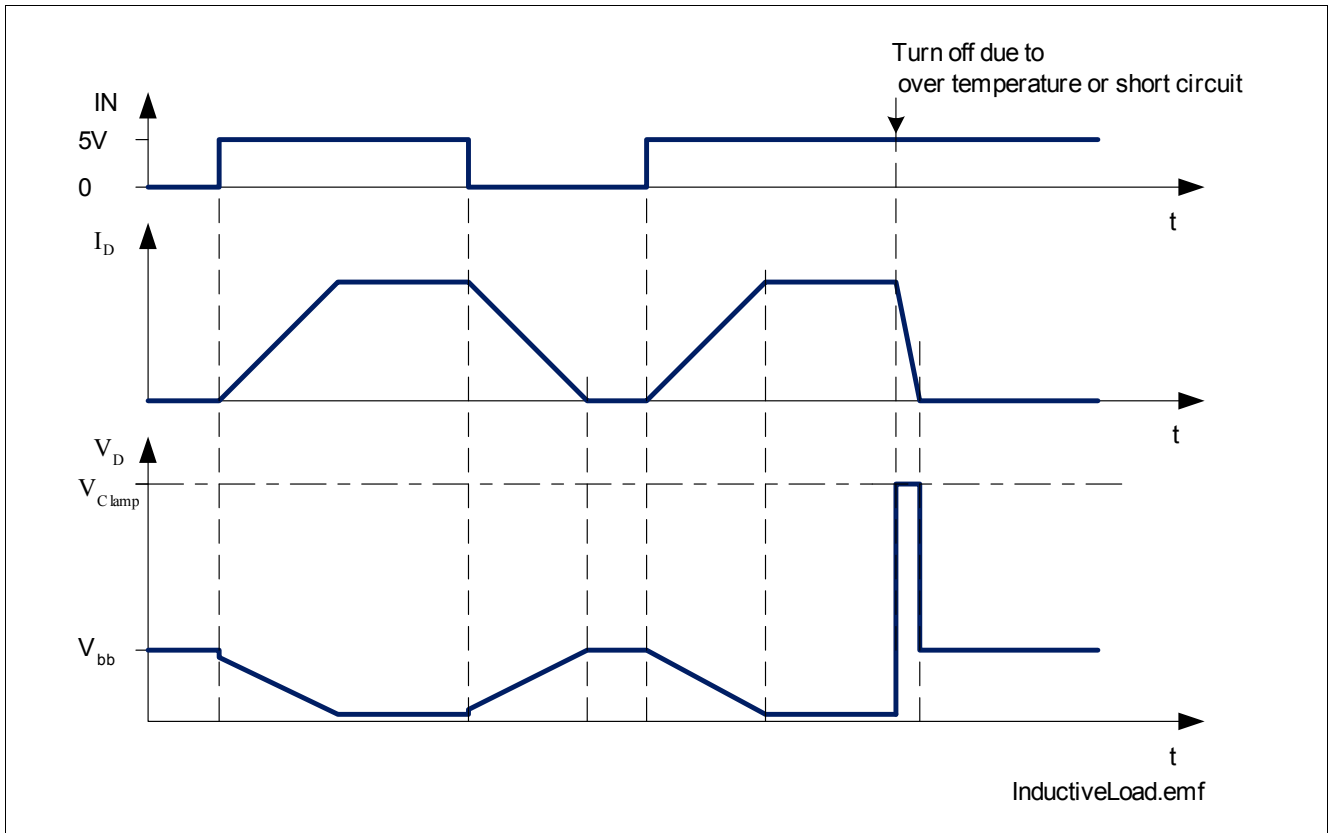 Turn off due to
over temperature or short circuit
IN
5V
0
t
I_D
t
V_D
V_Clamp
V_bb
t
InductiveLoad.emf